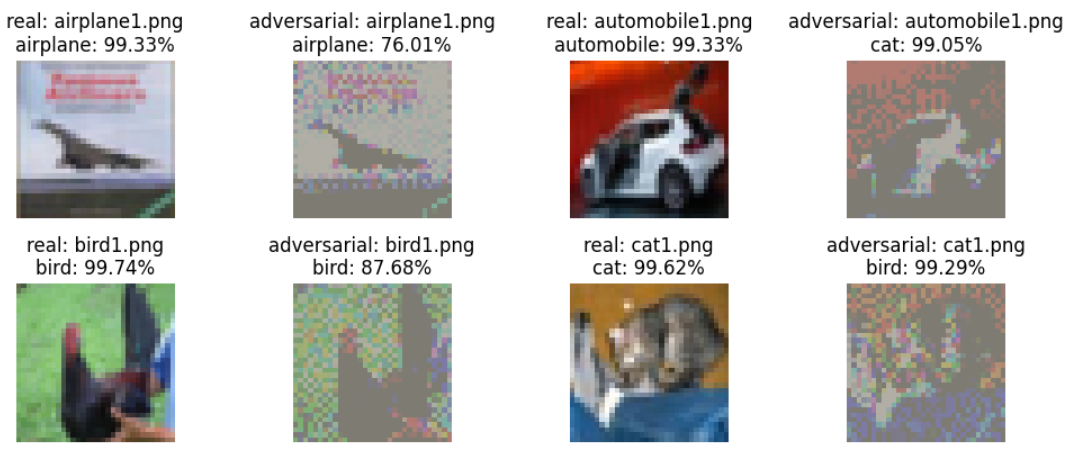 real: airplane1.png
airplane: 99.33%
adversarial: airplane1.png
airplane: 76.01%
real: automobile1.png
automobile: 99.33%
adversarial: automobile1.png
cat: 99.05%
real: bird1.png
bird: 99.74%
adversarial: bird1.png
bird: 87.68%
real: cat1.png
cat: 99.62%
adversarial: cat1.png
bird: 99.29%